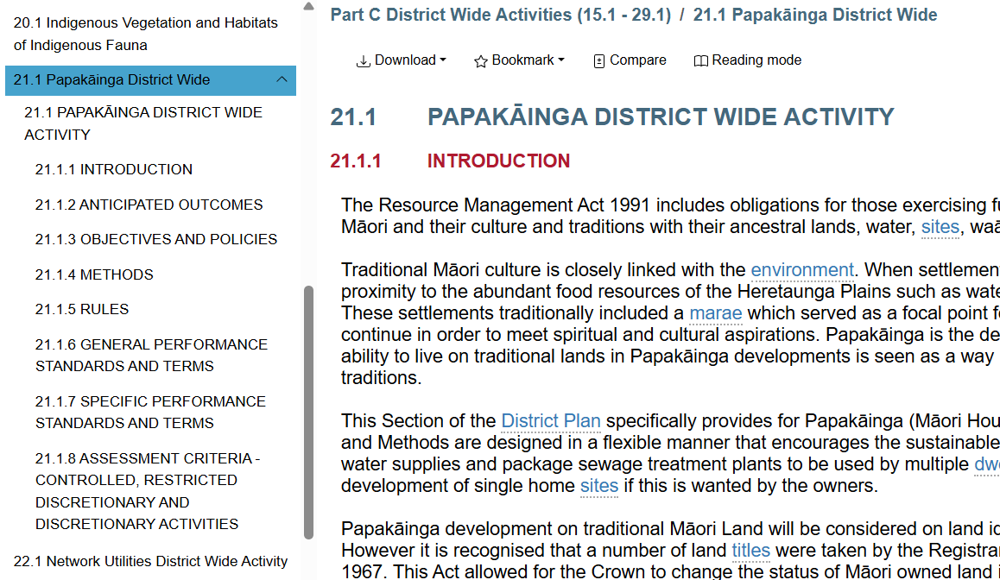 20.1 Indigenous Vegetation and Habitats
of Indigenous Fauna
21.1 Papakāinga District Wide
21.1 PAPAKĀINGA DISTRICT WIDE
ACTIVITY
21.1.1 INTRODUCTION
21.1.2 ANTICIPATED OUTCOMES
21.1.3 OBJECTIVES AND POLICIES
21.1.4 METHODS
21.1.5 RULES
21.1.6 GENERAL PERFORMANCE
STANDARDS AND TERMS
21.1.7 SPECIFIC PERFORMANCE
STANDARDS AND TERMS
21.1.8 ASSESSMENT CRITERIA -
CONTROLLED, RESTRICTED
DISCRETIONARY AND
DISCRETIONARY ACTIVITIES
22.1 Network Utilities District Wide Activity
Part C District Wide Activities (15.1 - 29.1) / 21.1 Papakāinga District Wide
Download Bookmark Compare Reading mode
21.1 PAPAKĀINGA DISTRICT WIDE ACTIVITY
21.1.1 INTRODUCTION
The Resource Management Act 1991 includes obligations for those exercising
Māori and their culture and traditions with their ancestral lands, water, sites,
Traditional Māori culture is closely linked with the environment. When
proximity to the abundant food resources of the Heretaunga Plains such as
These settlements traditionally included a marae which served as a focal point
continue in order to meet spiritual and cultural aspirations. Papakāinga is the
ability to live on traditional lands in Papakāinga developments is seen as a way
traditions.
This Section of the District Plan specifically provides for Papakāinga (Māori
and Methods are designed in a flexible manner that encourages the sustainable
water supplies and package sewage treatment plants to be used by multiple
development of single home sites if this is wanted by the owners.
Papakāinga development on traditional Māori Land will be considered on land
However it is recognised that a number of land titles were taken by the
1967. This Act allowed for the Crown to change the status of Māori owned land